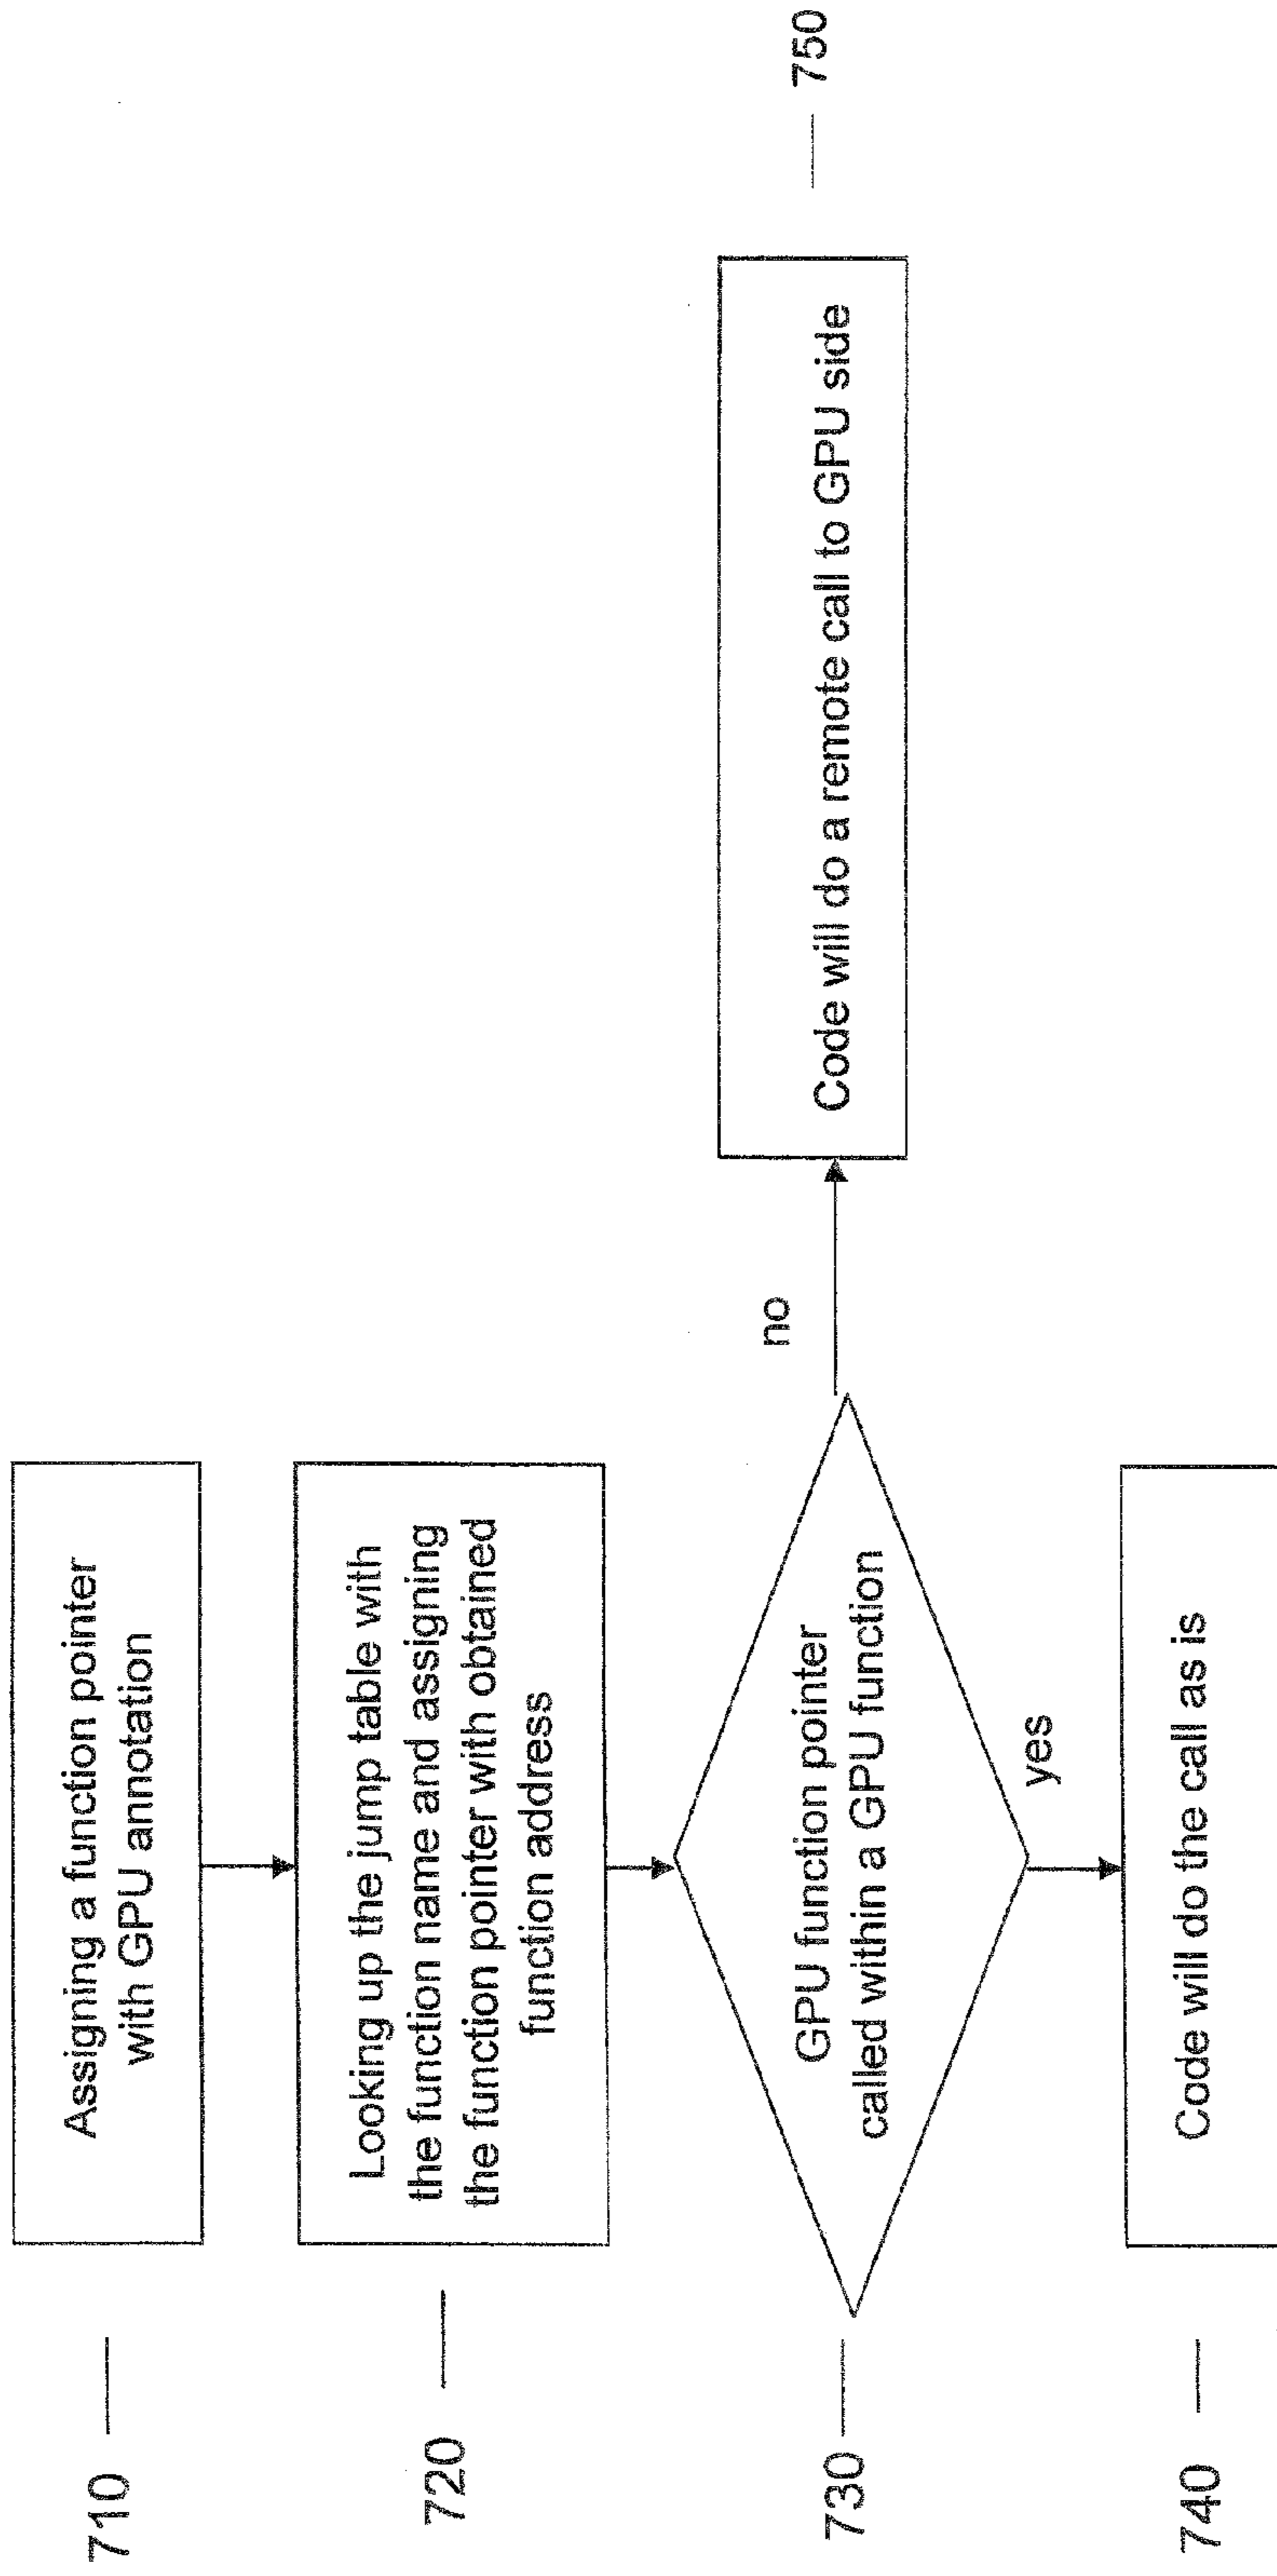 710
Assigning a function pointer
with GPU annotation
720
Looking up the jump table with
the function name and assigning
the function pointer with obtained
function address
730
GPU function pointer
called within a GPU function
no
Code will do a remote call to GPU side
750
yes
740
Code will do the call as is